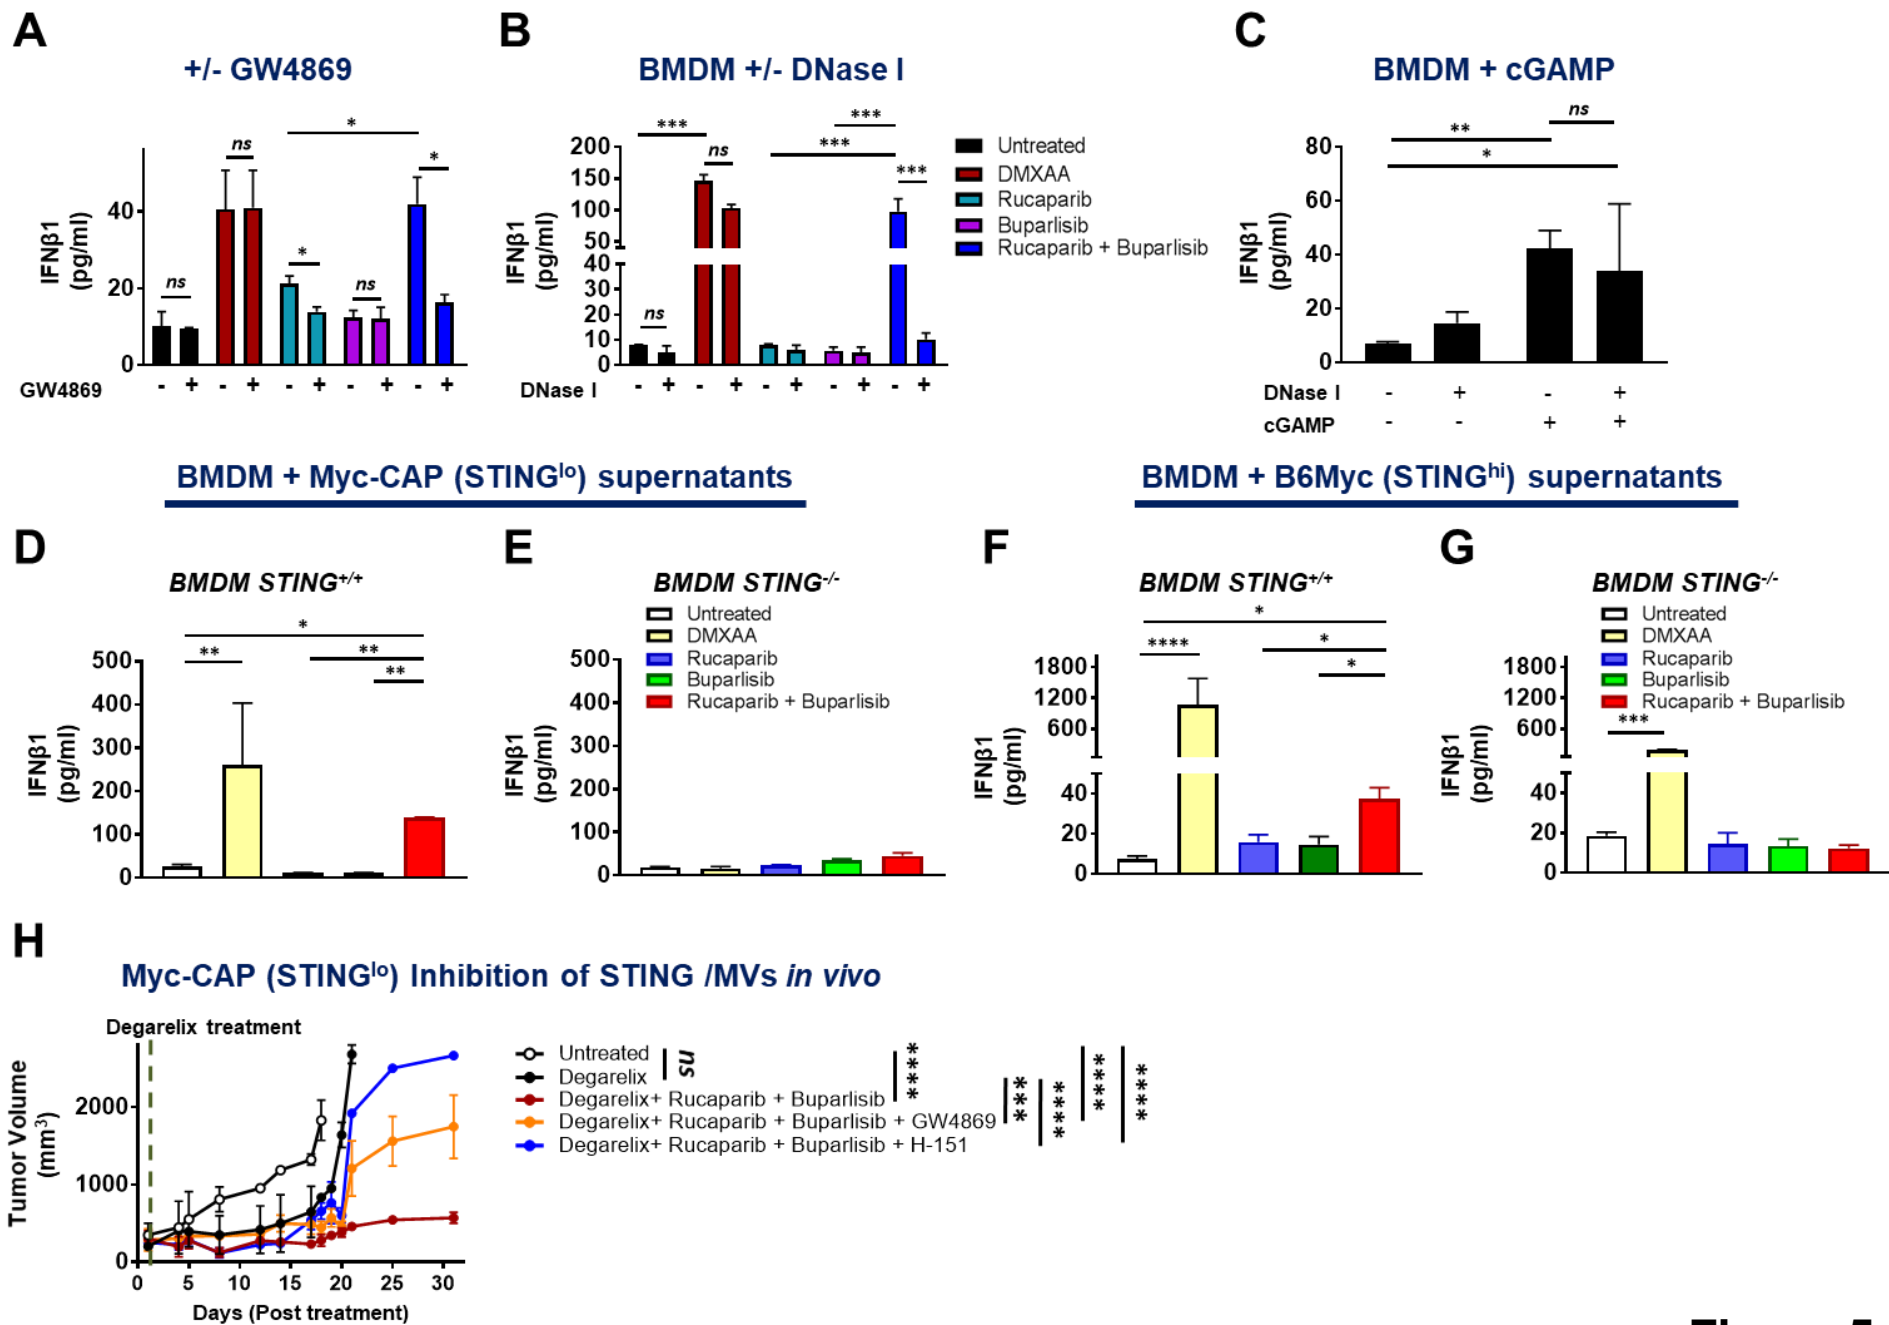 A
+/- GW4869
IFNβ1
(pg/ml)
40
20
0
ns
ns
*
ns
*
*
GW4869
- + - + - + - + - +
B
BMDM +/- DNase I
IFNβ1
(pg/ml)
200
150
100
50
40
30
20
10
0
***
ns
ns
***
***
***
DNase I
- + - + - + - + - +
Untreated
DMXAA
Rucaparib
Buparlisib
Rucaparib + Buparlisib
C
BMDM + cGAMP
IFNβ1
(pg/ml)
80
60
40
20
0
ns
**
*
DNase I - + - +
cGAMP - - + +
BMDM + Myc-CAP (STINGlo) supernatants
BMDM + B6Myc (STINGhi) supernatants
D
BMDM STING+/+
IFNβ1
(pg/ml)
500
400
300
200
100
0
*
**
**
**
E
BMDM STING-/-
Untreated
DMXAA
Rucaparib
Buparlisib
Rucaparib + Buparlisib
IFNβ1
(pg/ml)
500
400
300
200
100
0
F
BMDM STING+/+
IFNβ1
(pg/ml)
1800
1200
600
40
20
0
*
****
*
*
G
BMDM STING-/-
Untreated
DMXAA
Rucaparib
Buparlisib
Rucaparib + Buparlisib
IFNβ1
(pg/ml)
1800
1200
600
40
20
0
***
H
Myc-CAP (STINGlo) Inhibition of STING /MVs in vivo
Degarelix treatment
Tumor Volume
(mm3)
2000
1000
0
0 5 10 15 20 25 30
Days (Post treatment)
Untreated
Degarelix
Degarelix+ Rucaparib + Buparlisib
Degarelix+ Rucaparib + Buparlisib + GW4869
Degarelix+ Rucaparib + Buparlisib + H-151
ns
****
***
****
****
****